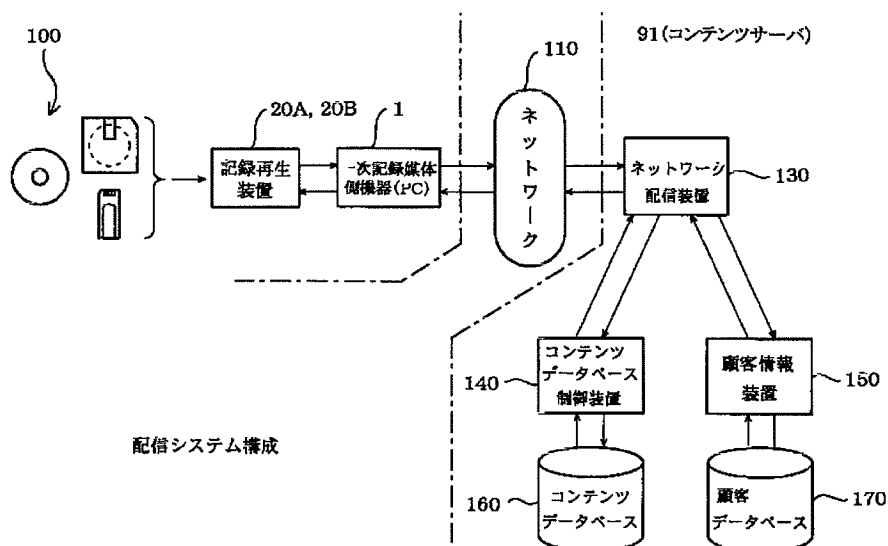 100
20A, 20B
1
110
91(コンテンツサーバ)
記録再生
装置
一次記録媒体
側機器(PC)
ネットワーク
ネットワーシ
配信装置
130
140
コンテンツ
データベース
制御装置
顧客情報
装置
150
配信システム構成
160
コンテンツ
データベース
顧客
データベース
170